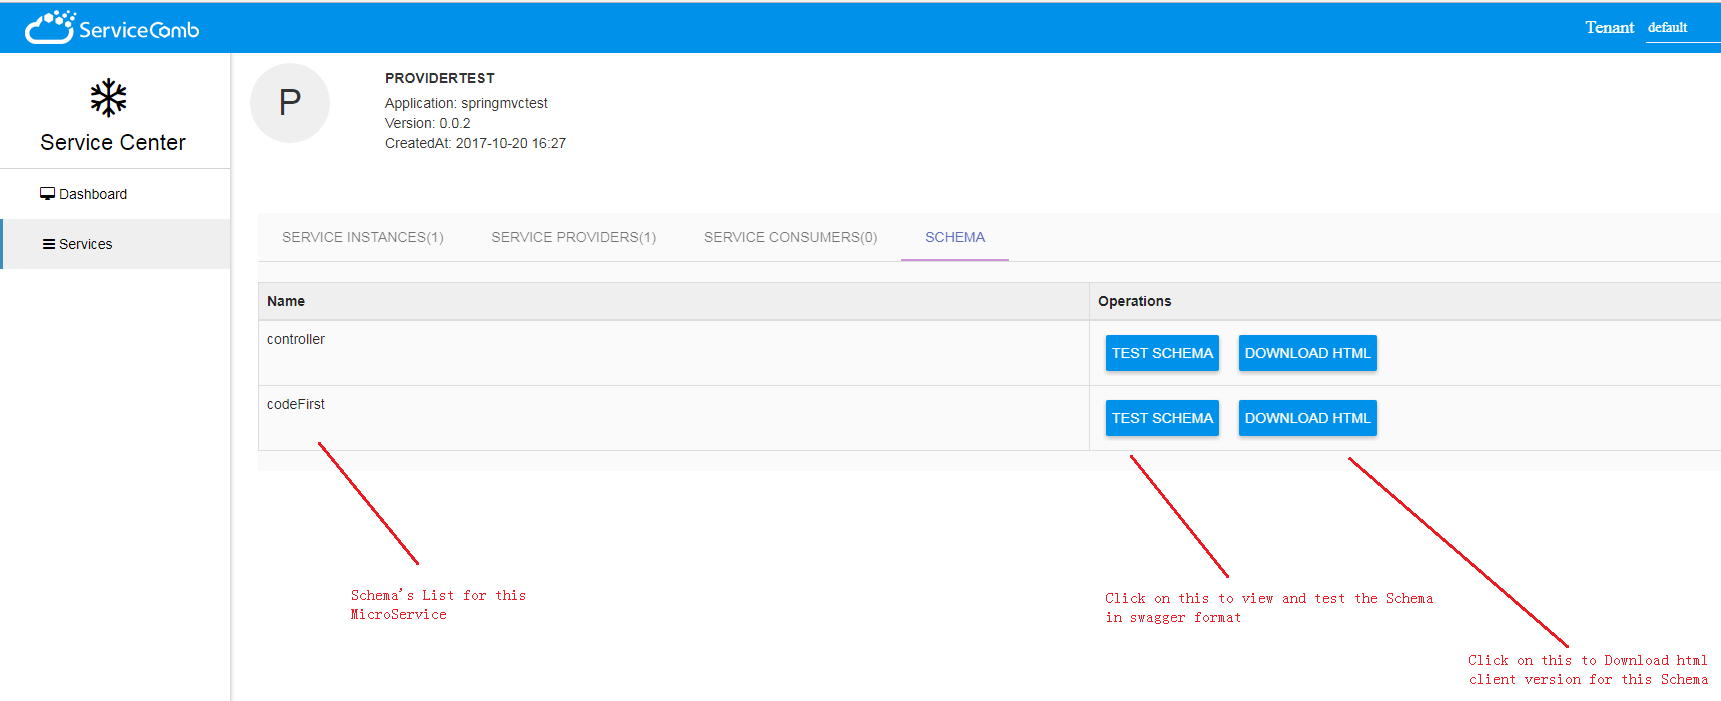 ServiceComb
Tenant default
Service Center
Dashboard
Services
P
PROVIDERTEST
Application: springmvctest
Version: 0.0.2
CreatedAt: 2017-10-20 16:27
SERVICE INSTANCES(1) SERVICE PROVIDERS(1) SERVICE CONSUMERS(0) SCHEMA
Name Operations
controller TEST SCHEMA DOWNLOAD HTML
codeFirst TEST SCHEMA DOWNLOAD HTML
Schema's List for this
MicroService
Click on this to view and test the Schema
in swagger format
Click on this to Download html
client version for this Schema